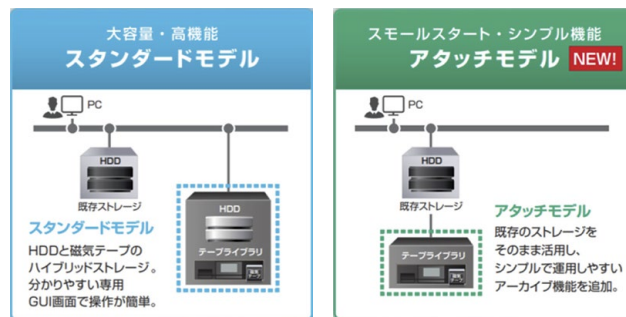 大容量・高機能
スタンダードモデル
PC
HDD
既存ストレージ
HDD
テープライブラリ
スタンダードモデル
HDDと磁気テープの
ハイブリッドストレージ。
分かりやすい専用
GUI画面で操作が簡単。
スモールスタート・シンプル機能
アタッチモデル NEW!
PC
HDD
既存ストレージ
テープライブラリ
アタッチモデル
既存のストレージを
そのまま活用し、
シンプルで運用しやすい
アーカイブ機能を追加。